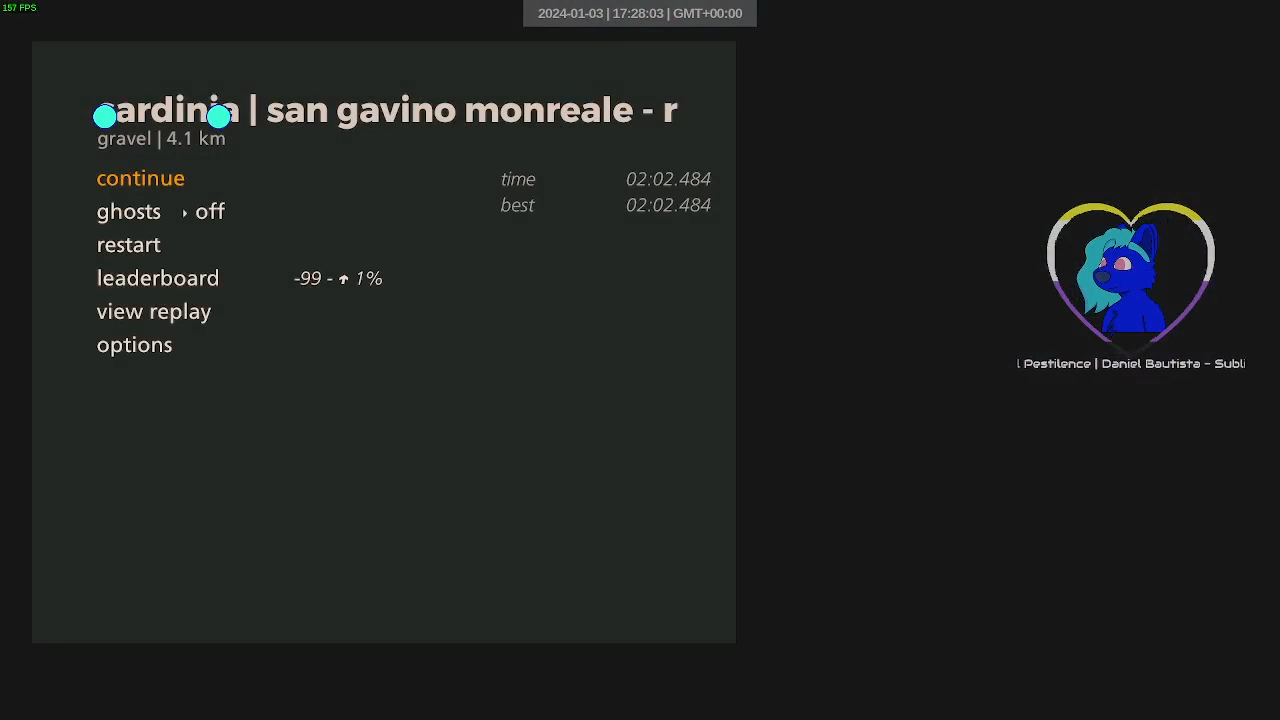 157 FPS
2024-01-03 | 17:28:03 | GMT+00:00
sardinia | san gavino monreale - r
gravel | 4.1 km
continue
time 02:02.484
ghosts ‣ off
best 02:02.484
restart
leaderboard -99 - ↑ 1%
view replay
options
Pestilence | Daniel Bautista - Subli